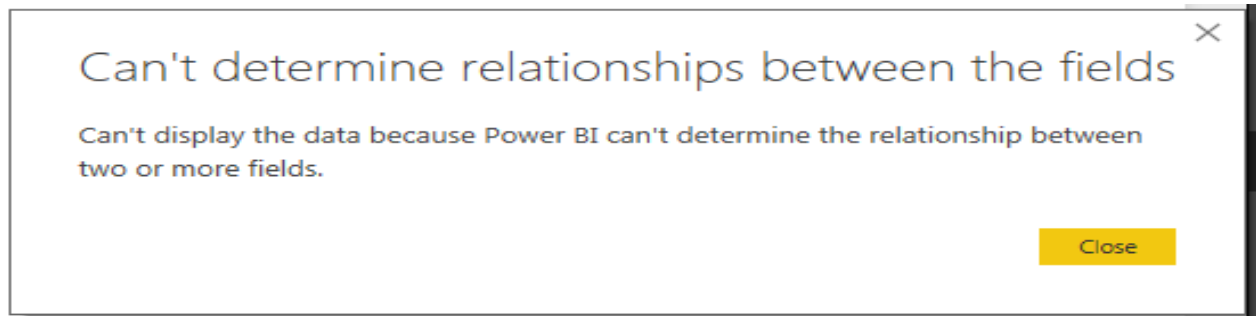 Can't determine relationships between the fields
Can't display the data because Power BI can't determine the relationship between
two or more fields.
Close